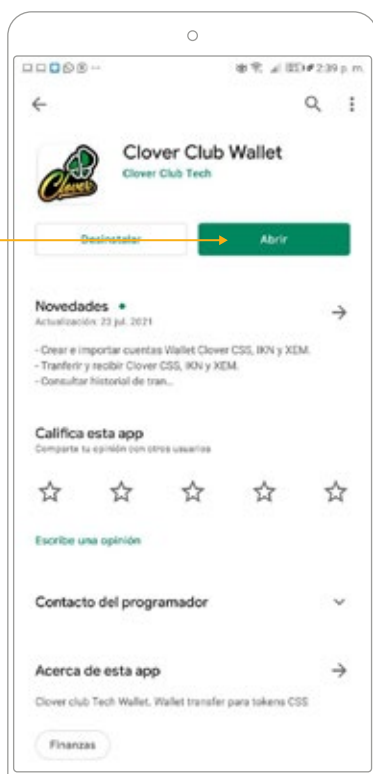 2:39 p. m.
Clover Club Wallet
Clover Club Tech
Clover
Desinstalar
Abrir
Novedades
Actualización: 23 jul. 2021
- Crear e importar cuentas Wallet Clover CSS, IKN y XEM.
- Tranferir y recibir Clover CSS, IKN y XEM.
- Consultar historial de tran...
Califica esta app
Comparte tu opinión con otros usuarios
Escribe una opinión
Contacto del programador
Acerca de esta app
Clover club Tech Wallet, Wallet transfer para tokens CSS
Finanzas